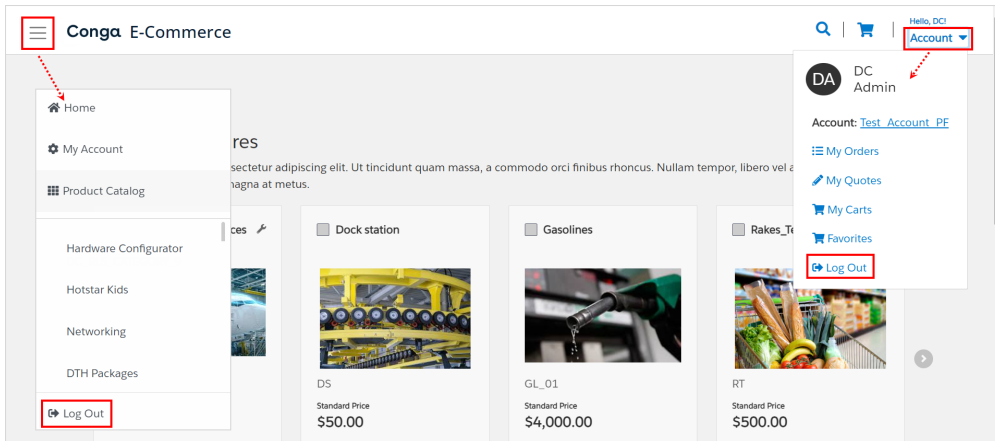 Conga E-Commerce
Hello, DC!
Account
DA
DC
Admin
Account: Test_Account_PF
My Orders
My Quotes
My Carts
Favorites
Log Out
Home
My Account
Product Catalog
Hardware Configurator
Hotstar Kids
Networking
DTH Packages
Log Out
res
sectetur adipiscing elit. Ut tincidunt quam massa, a commodo orci finibus rhoncus. Nullam tempor, libero vel a
magna at metus.
ces
Dock station
Gasolines
Rakes_Te
DS
GL_01
RT
Standard Price
Standard Price
Standard Price
$50.00
$4,000.00
$500.00